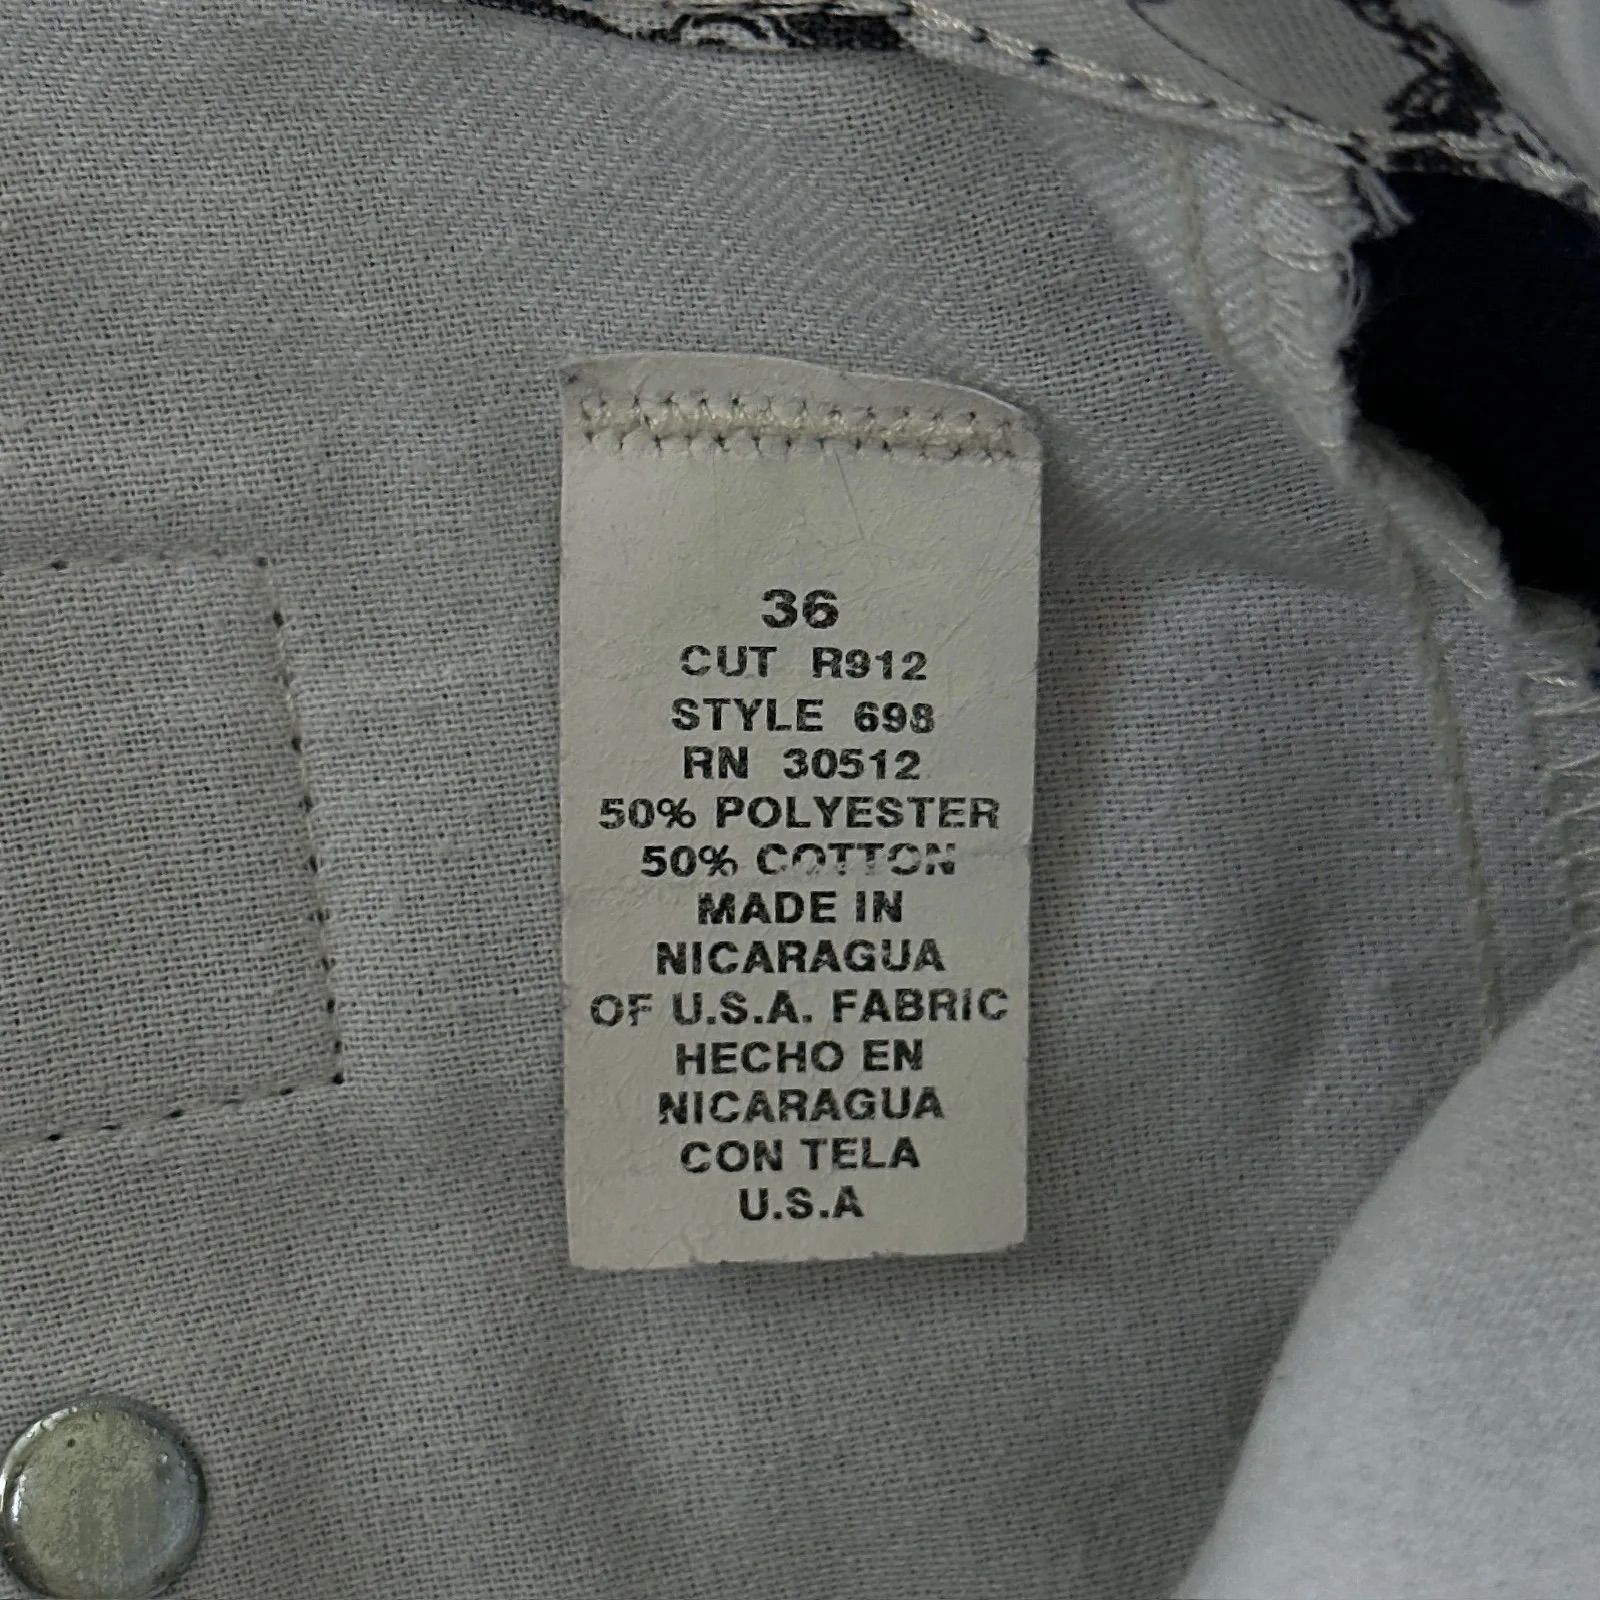 36
CUT R912
STYLE 698
RN 30512
50% POLYESTER
50% COTTON
MADE IN
NICARAGUA
OF U.S.A. FABRIC
HECHO EN
NICARAGUA
CON TELA
U.S.A